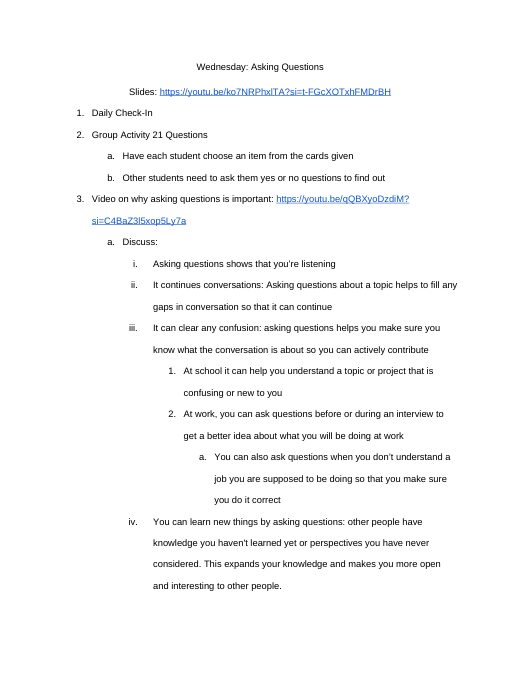 Wednesday: Asking Questions
Slides: https://youtu.be/ko7NRPhxlTA?si=t-FGcXOTxhFMDrBH
1. Daily Check-In
2. Group Activity 21 Questions
a. Have each student choose an item from the cards given
b. Other students need to ask them yes or no questions to find out
3. Video on why asking questions is important: https://youtu.be/qQBXyoDzdiM?
si=C4BaZ3l5xop5Ly7a
a. Discuss:
i. Asking questions shows that you're listening
ii. It continues conversations: Asking questions about a topic helps to fill any
gaps in conversation so that it can continue
iii. It can clear any confusion: asking questions helps you make sure you
know what the conversation is about so you can actively contribute
1. At school it can help you understand a topic or project that is
confusing or new to you
2. At work, you can ask questions before or during an interview to
get a better idea about what you will be doing at work
a. You can also ask questions when you don't understand a
job you are supposed to be doing so that you make sure
you do it correct
iv. You can learn new things by asking questions: other people have
knowledge you haven't learned yet or perspectives you have never
considered. This expands your knowledge and makes you more open
and interesting to other people.